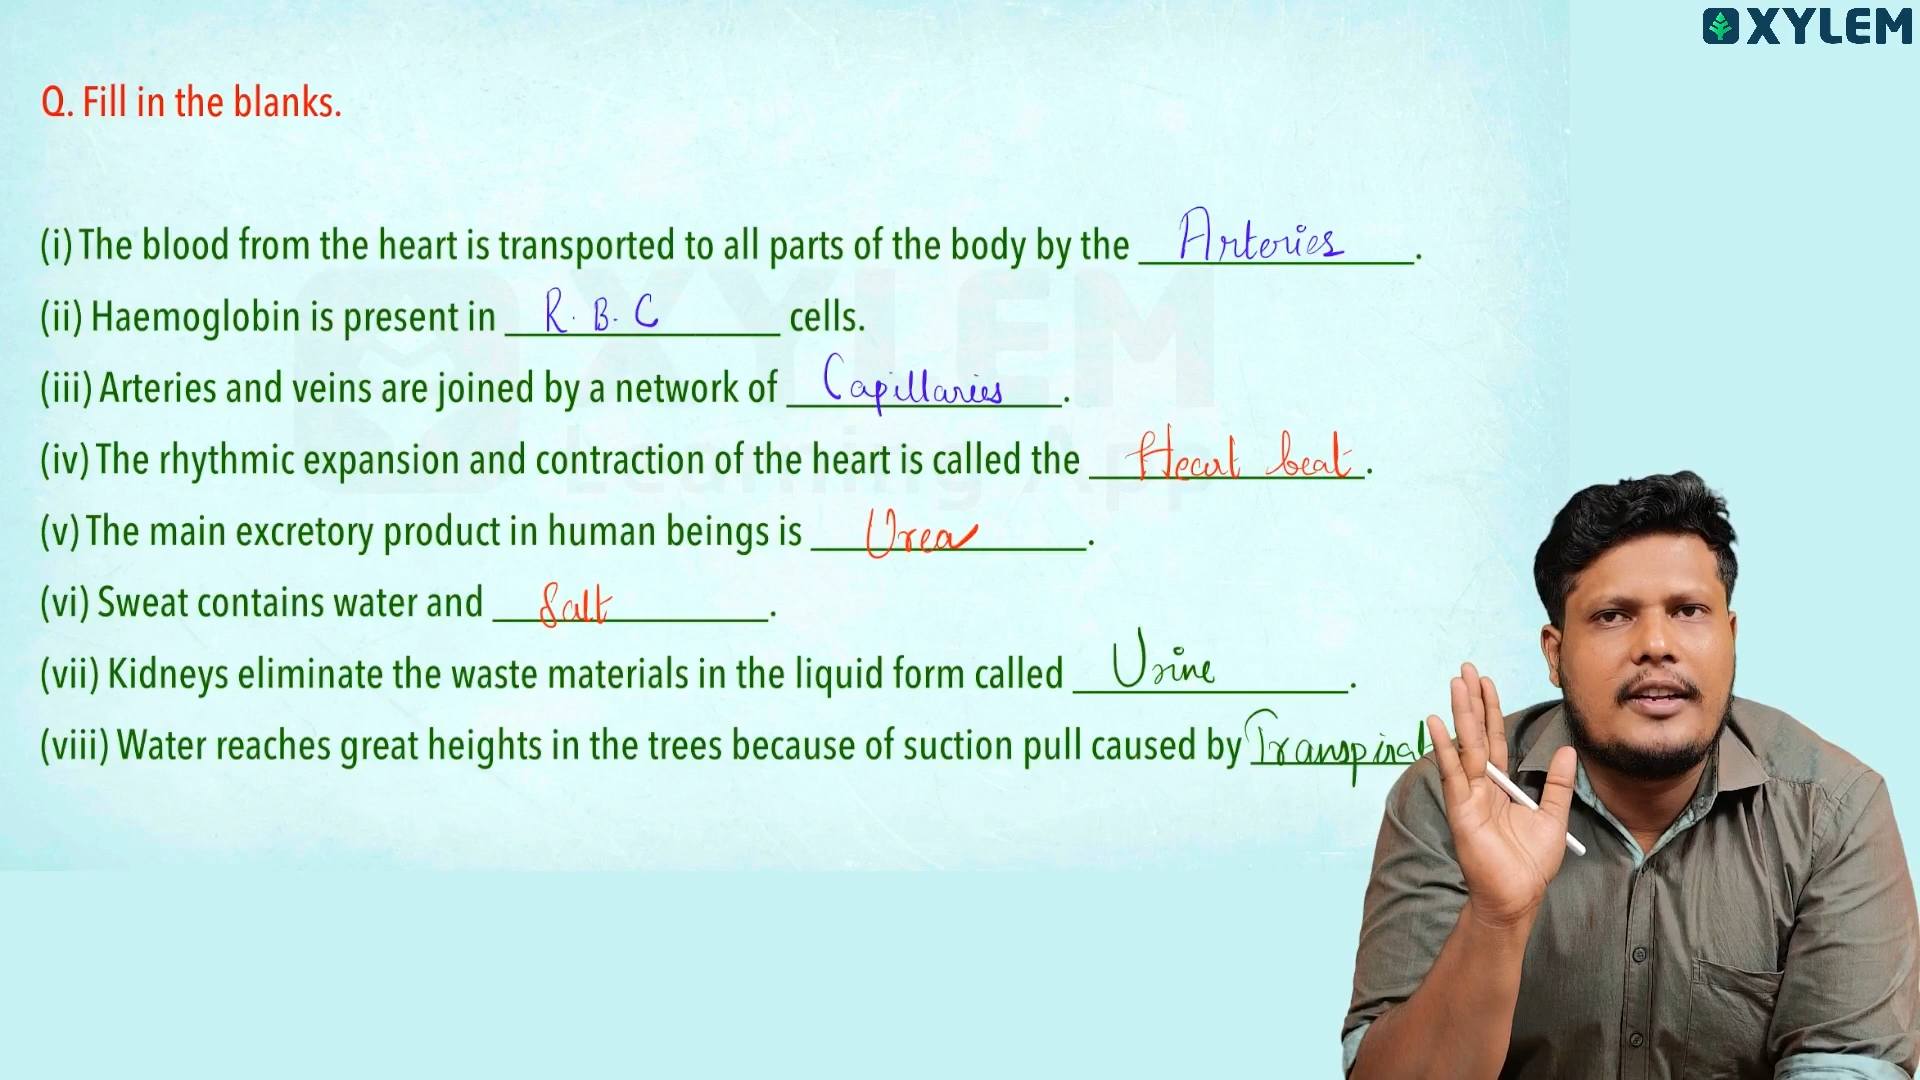 XYLEM
Q. Fill in the blanks.
(i) The blood from the heart is transported to all parts of the body by the Arteries.
(ii) Haemoglobin is present in R.B.C cells.
(iii) Arteries and veins are joined by a network of Capillaries.
(iv) The rhythmic expansion and contraction of the heart is called the Heart beat.
(v) The main excretory product in human beings is Urea.
(vi) Sweat contains water and Salt.
(vii) Kidneys eliminate the waste materials in the liquid form called Urine.
(viii) Water reaches great heights in the trees because of suction pull caused by Transpirat
XYLEM
Learning App